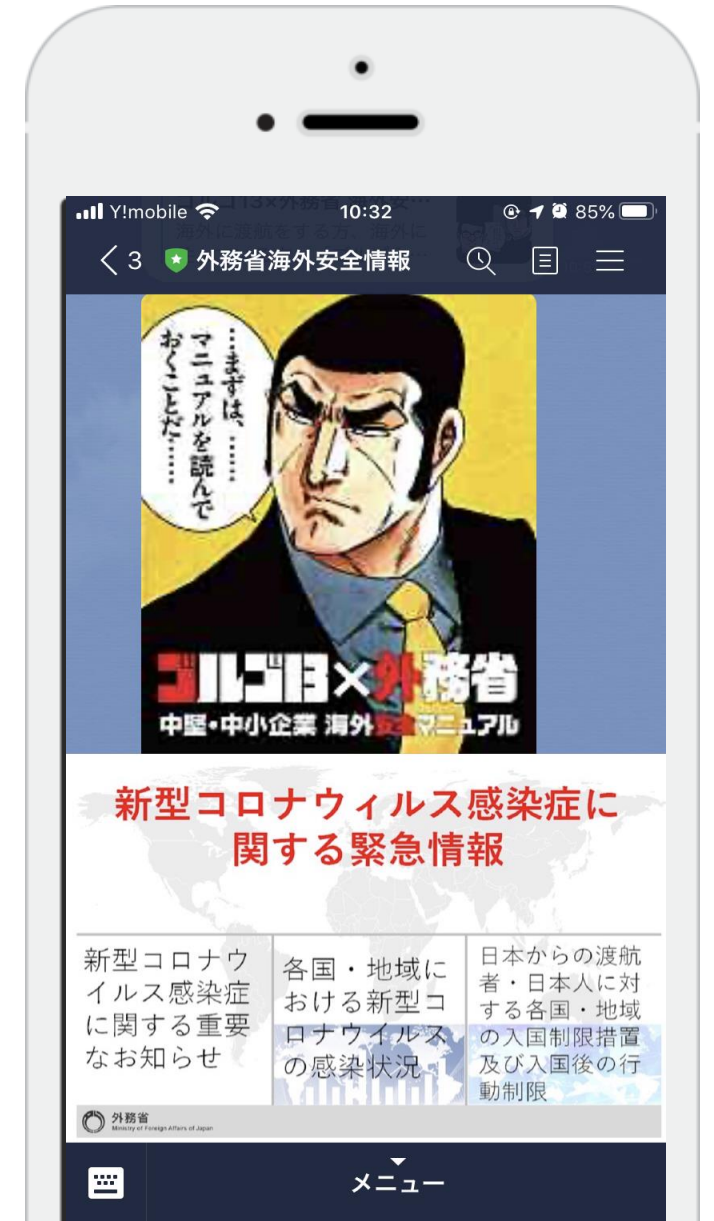 Y!mobile
10:32
85%
3
外務省海外安全情報
……まずは、……
マニュアルを読んで
おくことだ……
ゴルゴ13×外務省
中堅・中小企業 海外安全マニュアル
新型コロナウィルス感染症に
関する緊急情報
新型コロナウ
イルス感染症
に関する重要
なお知らせ
各国・地域に
おける新型コ
ロナウイルス
の感染状況
日本からの渡航
者・日本人に対
する各国・地域
の入国制限措置
及び入国後の行
動制限
外務省
Ministry of Foreign Affairs of Japan
メニュー